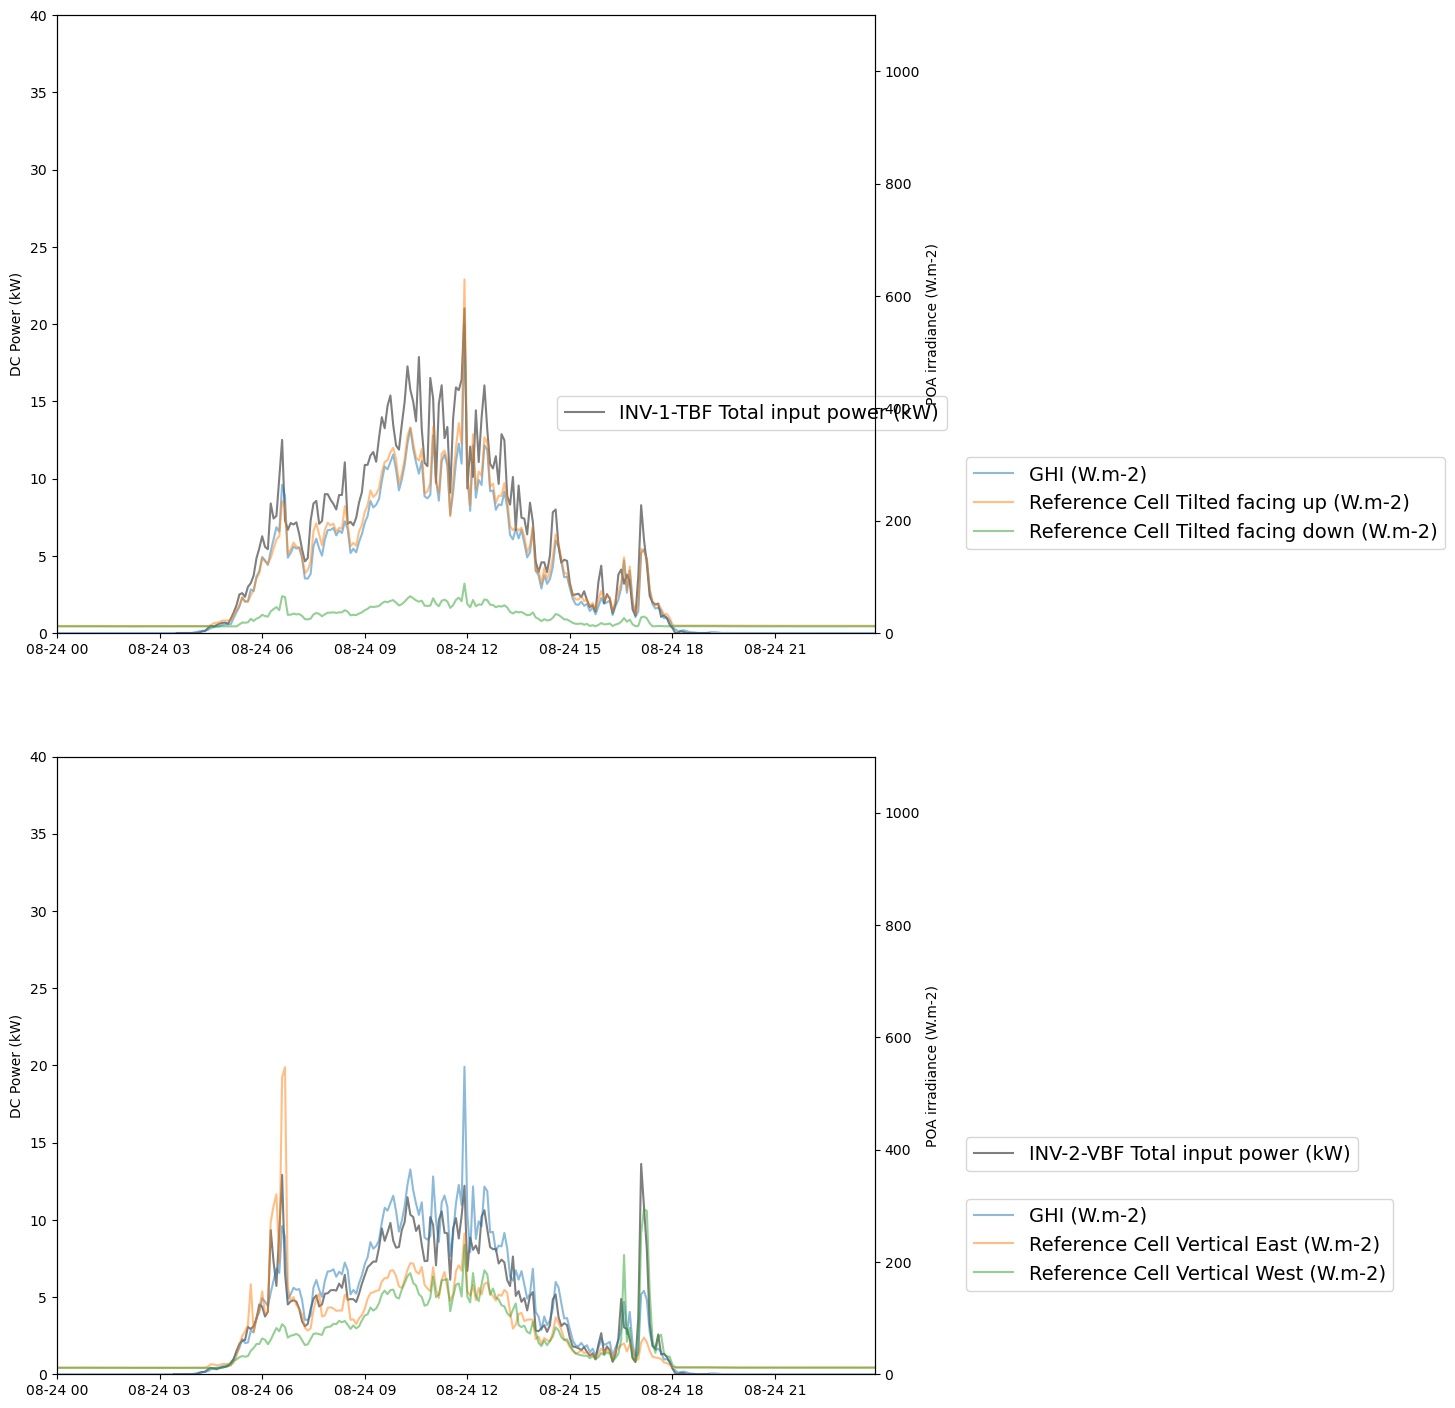 40
35
30
25
20
15
10
5
0
DC Power (kW)
1000
800
600
400
200
0
POA irradiance (W.m-2)
INV-1-TBF Total input power (kW)
GHI (W.m-2)
Reference Cell Tilted facing up (W.m-2)
Reference Cell Tilted facing down (W.m-2)
08-24 00 08-24 03 08-24 06 08-24 09 08-24 12 08-24 15 08-24 18 08-24 21
40
35
30
25
20
15
10
5
0
DC Power (kW)
1000
800
600
400
200
0
POA irradiance (W.m-2)
INV-2-VBF Total input power (kW)
GHI (W.m-2)
Reference Cell Vertical East (W.m-2)
Reference Cell Vertical West (W.m-2)
08-24 00 08-24 03 08-24 06 08-24 09 08-24 12 08-24 15 08-24 18 08-24 21